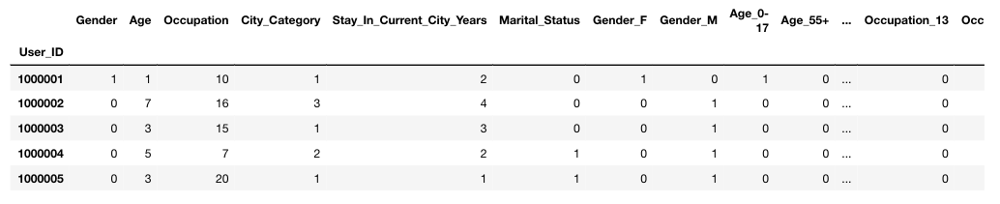 Gender Age Occupation City_Category Stay_In_Current_City_Years Marital_Status Gender_F Gender_M Age_0-17 Age_55+ ... Occupation_13 Occ
User_ID
1000001 1 1 10 1 2 0 1 0 1 0 ... 0
1000002 0 7 16 3 4 0 0 1 0 0 ... 0
1000003 0 3 15 1 3 0 0 1 0 0 ... 0
1000004 0 5 7 2 2 1 0 1 0 0 ... 0
1000005 0 3 20 1 1 1 0 1 0 0 ... 0